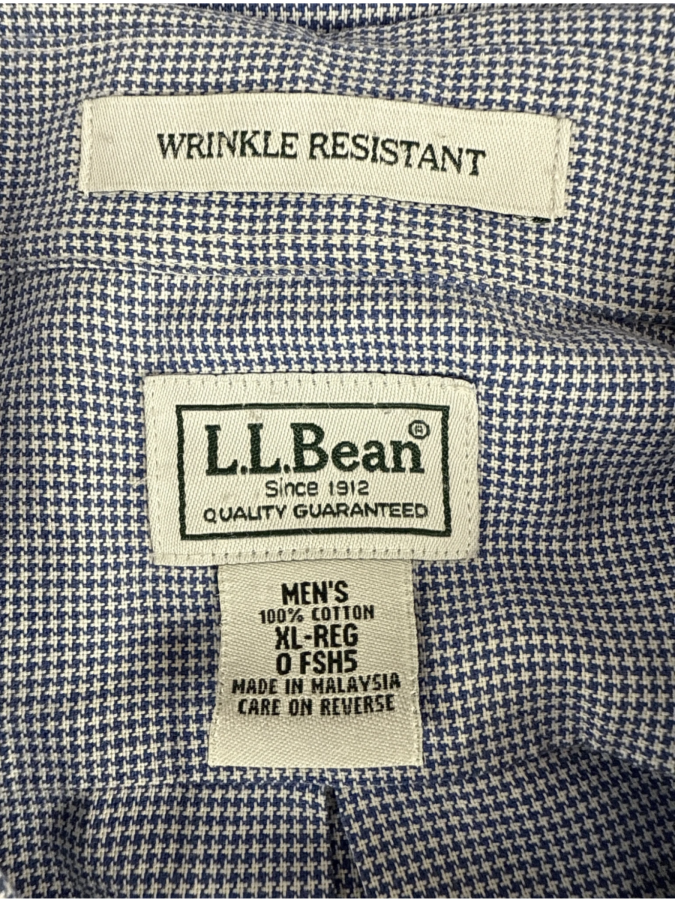 WRINKLE RESISTANT
L.L.Bean®
Since 1912
QUALITY GUARANTEED
MEN'S
100% COTTON
XL-REG
0 FSH5
MADE IN MALAYSIA
CARE ON REVERSE